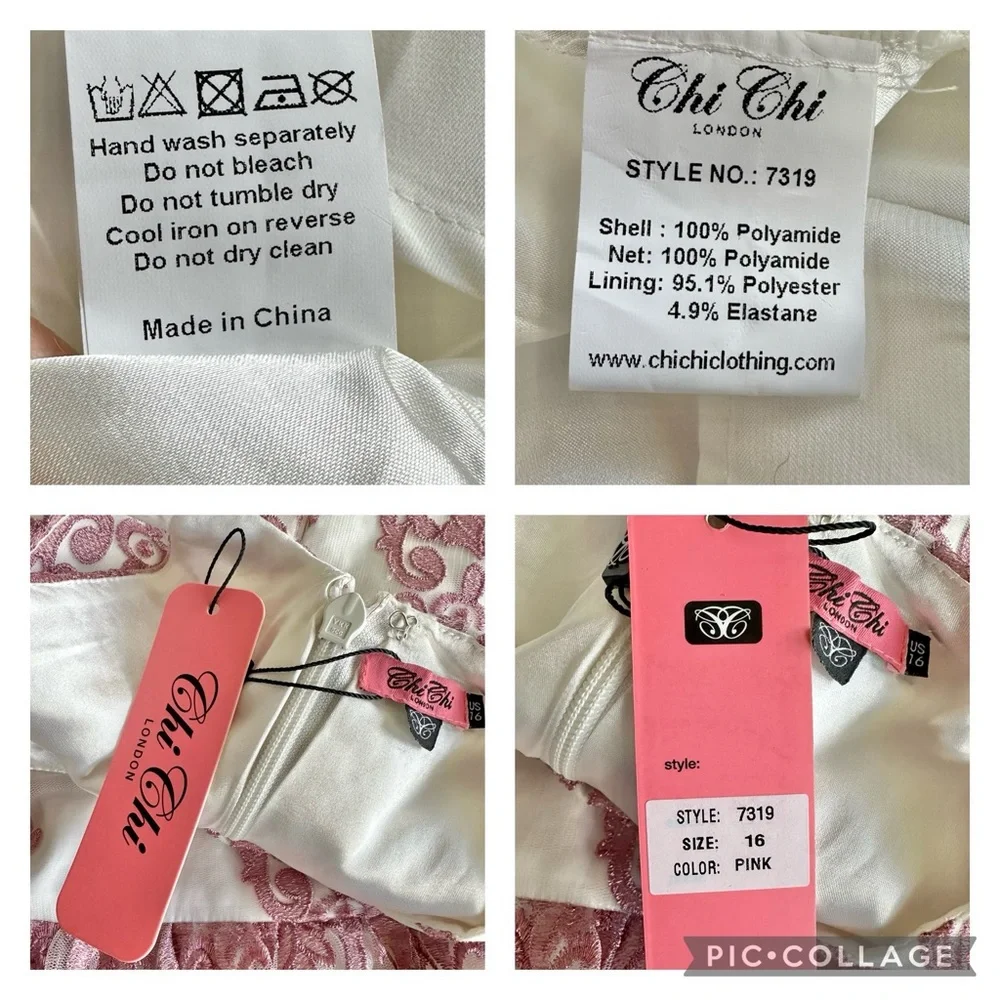 Hand wash separately
Do not bleach
Do not tumble dry
Cool iron on reverse
Do not dry clean
Made in China
Chi Chi
LONDON
STYLE NO.: 7319
Shell : 100% Polyamide
Net: 100% Polyamide
Lining: 95.1% Polyester
4.9% Elastane
www.chichiclothing.com
Chi Chi
LONDON
Chi Chi
LONDON
US
16
Chi Chi
LONDON
US
16
style:
STYLE: 7319
SIZE: 16
COLOR: PINK
PIC•COLLAGE